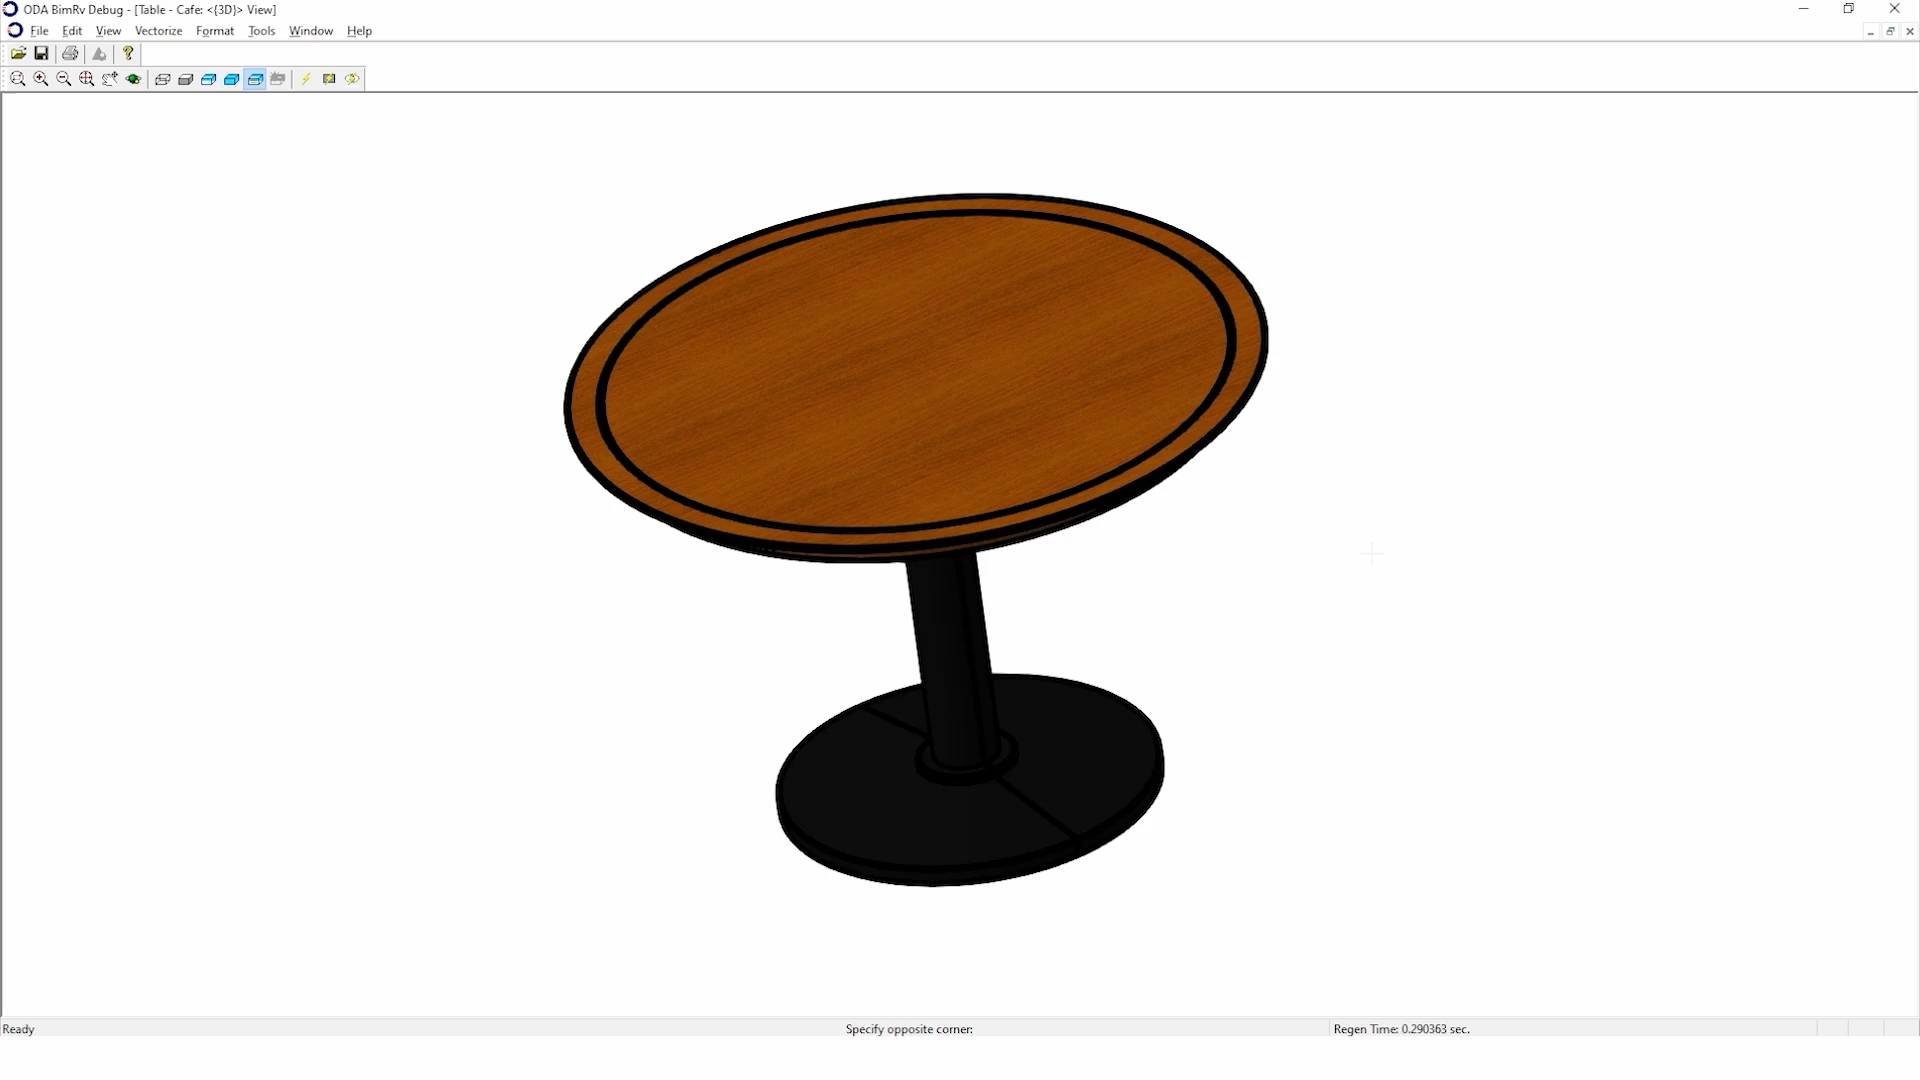 ODA BimRv Debug - [Table - Cafe: <{3D}> View]
File Edit View Vectorize Format Tools Window Help
Ready Specify opposite corner: Regen Time: 0.290363 sec.